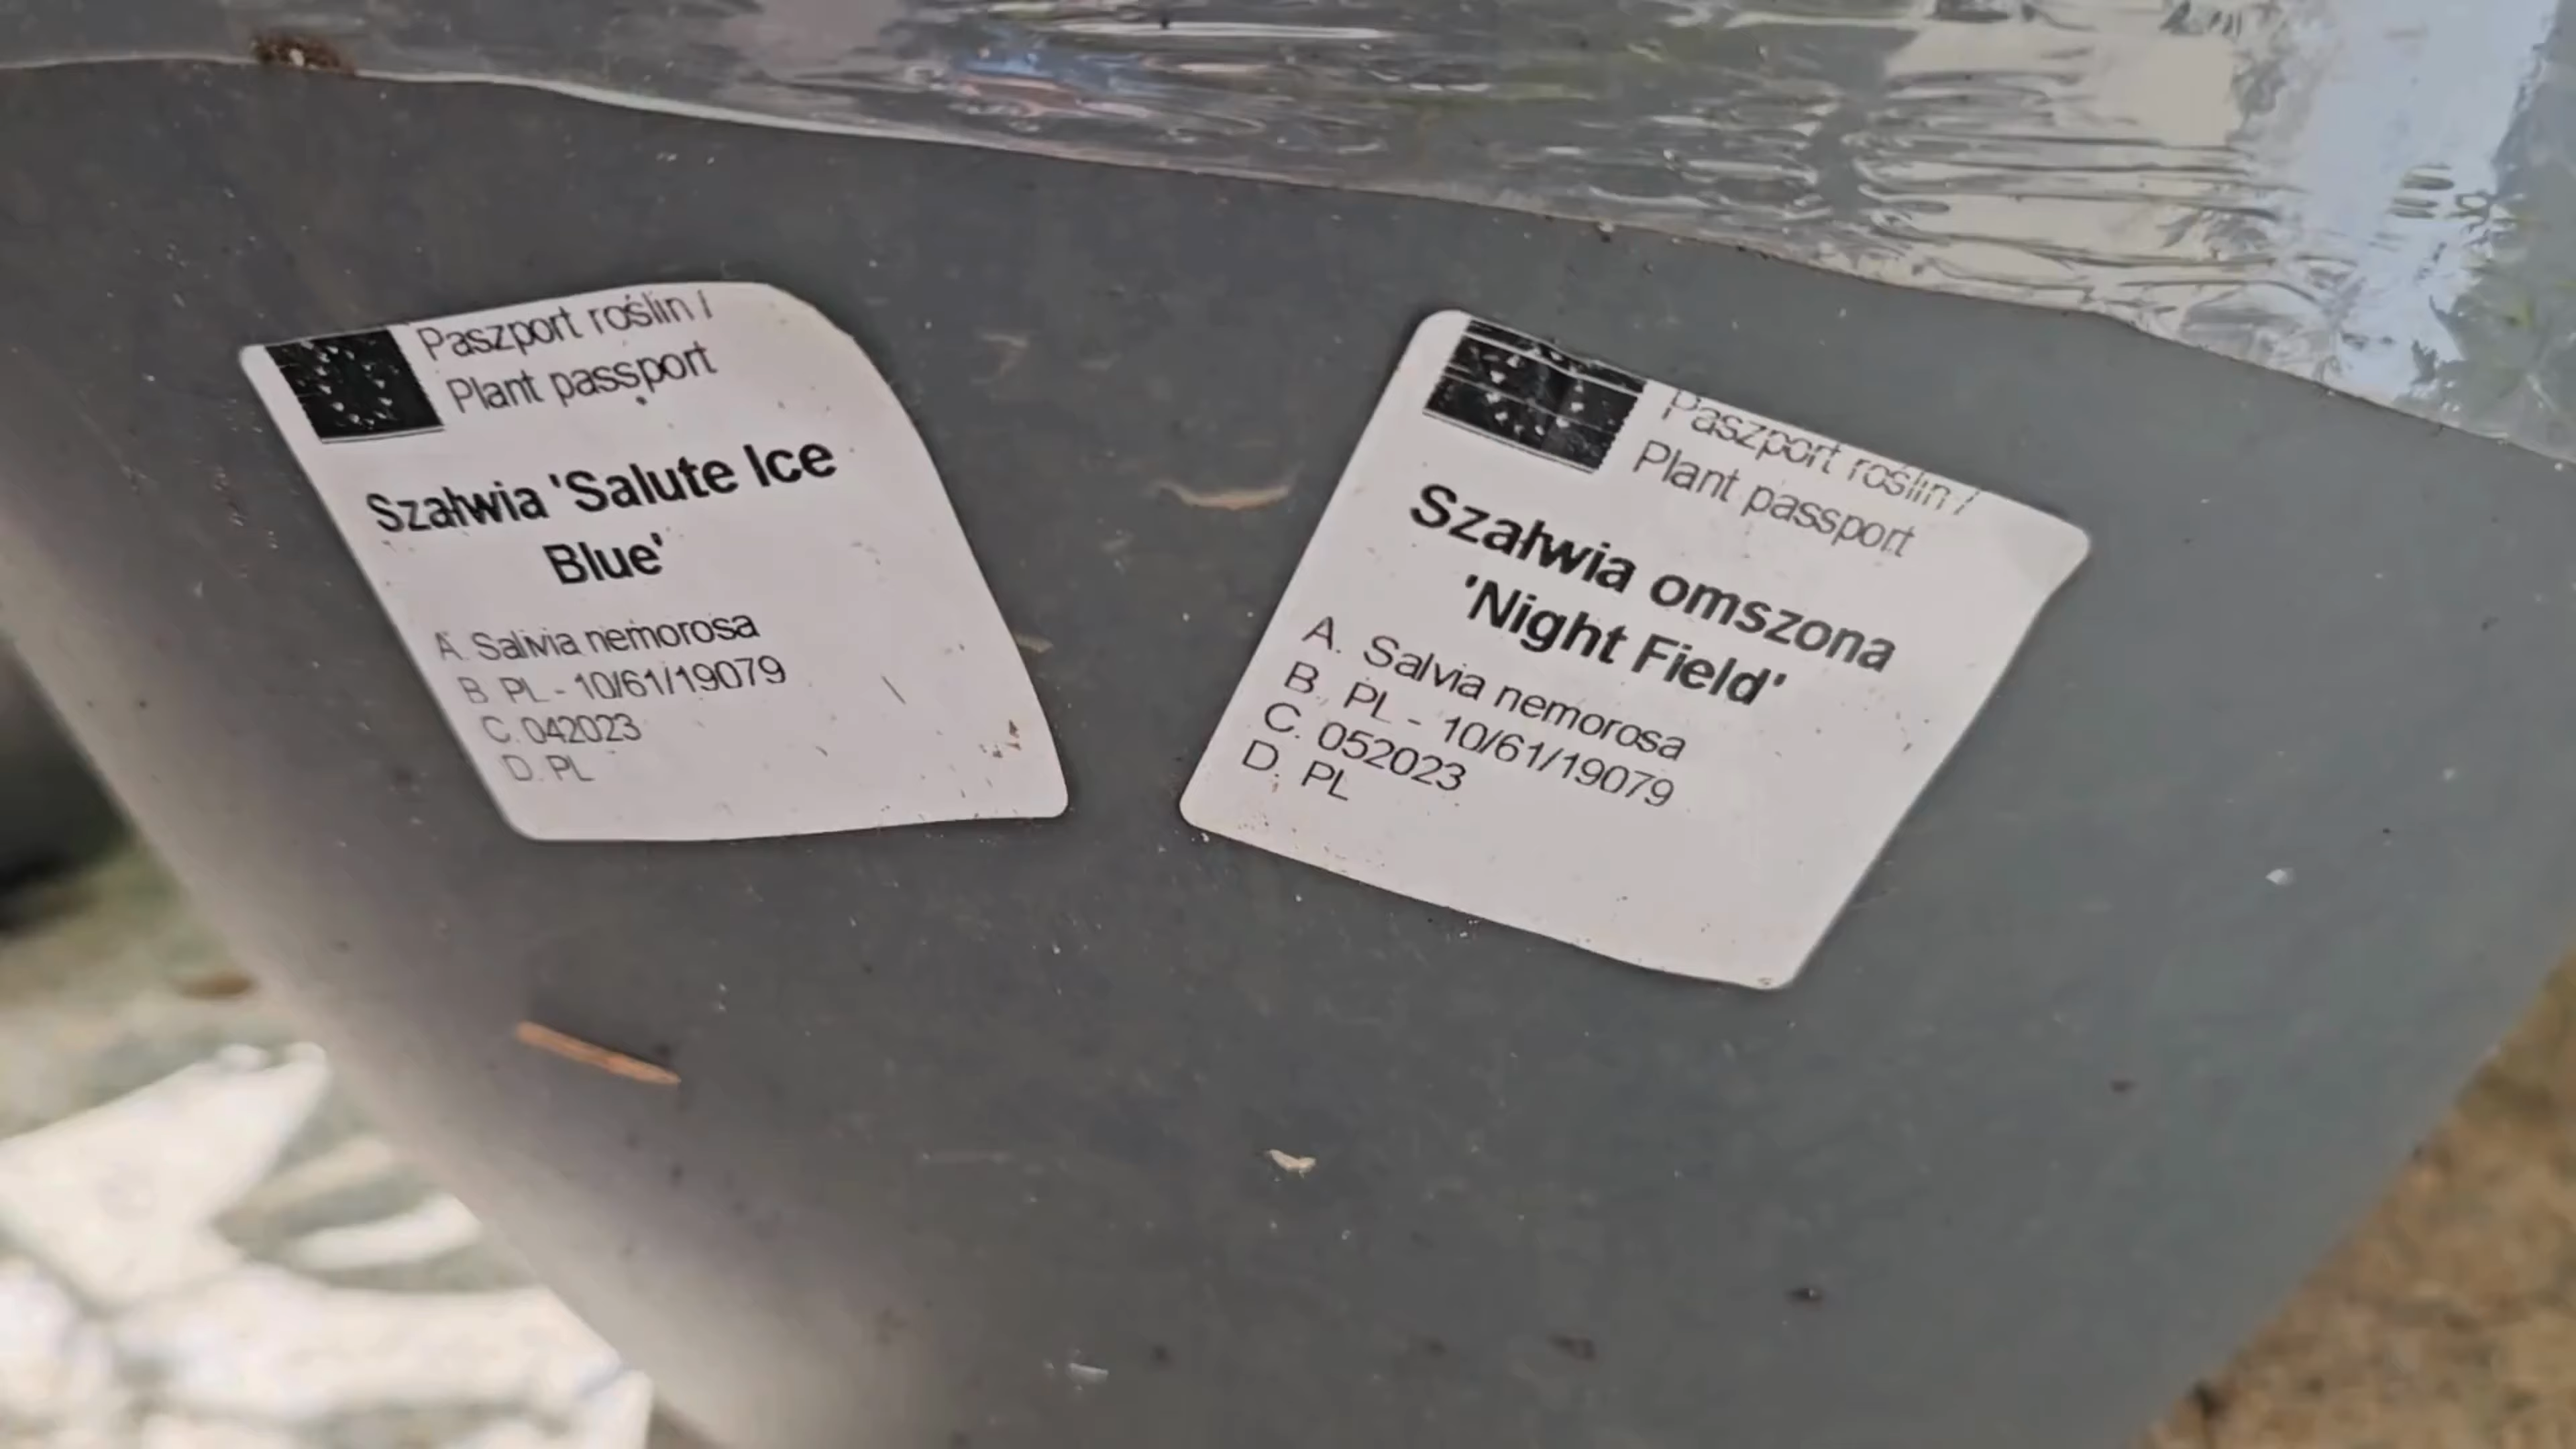 Paszport roślin /
Plant passport
Szałwia 'Salute Ice
Blue'
A. Salivia nemorosa
B. PL - 10/61/19079
C. 042023
D. PL
Paszport roślin /
Plant passport
Szałwia omszona
'Night Field'
A. Salvia nemorosa
B. PL - 10/61/19079
C. 052023
D. PL